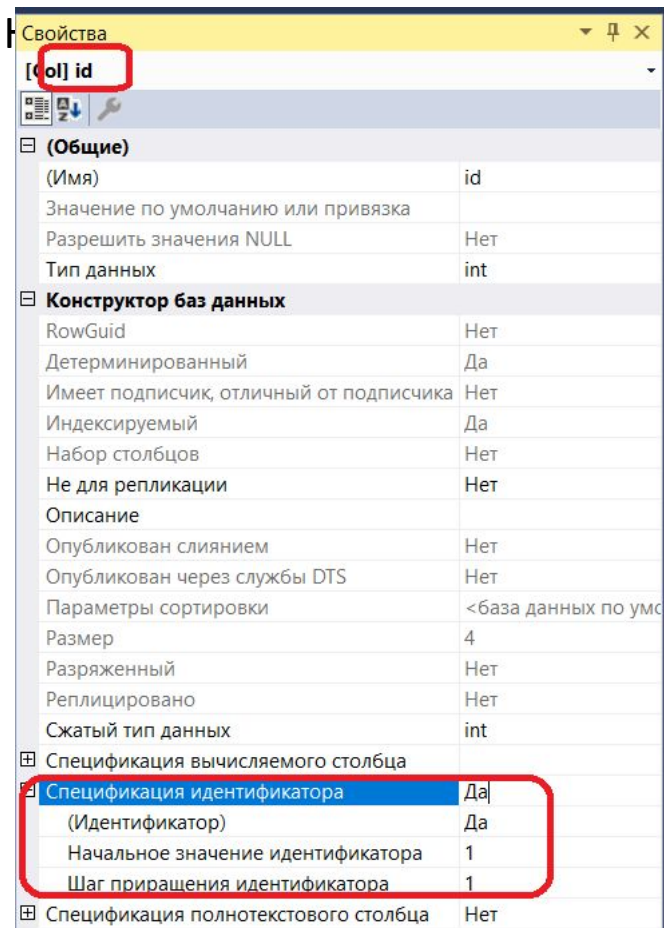 Свойства
[Col] id
(Общие)
(Имя) id
Значение по умолчанию или привязка
Разрешить значения NULL Нет
Тип данных int
Конструктор баз данных
RowGuid Нет
Детерминированный Да
Имеет подписчик, отличный от подписчика Нет
Индексируемый Да
Набор столбцов Нет
Не для репликации Нет
Описание
Опубликован слиянием Нет
Опубликован через службы DTS Нет
Параметры сортировки <база данных по умо
Размер 4
Разряженный Нет
Реплицировано Нет
Сжатый тип данных int
Спецификация вычисляемого столбца
Спецификация идентификатора Да
(Идентификатор) Да
Начальное значение идентификатора 1
Шаг приращения идентификатора 1
Спецификация полнотекстового столбца Нет